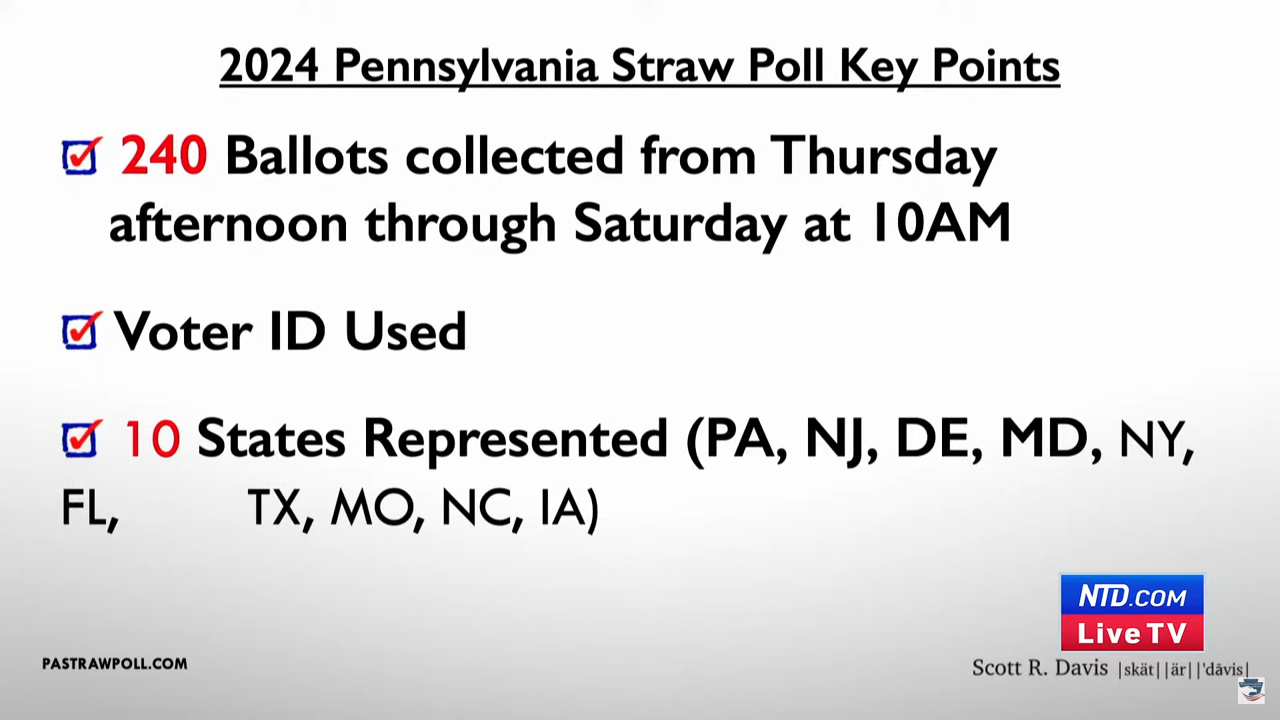 2024 Pennsylvania Straw Poll Key Points
240 Ballots collected from Thursday
afternoon through Saturday at 10AM
Voter ID Used
10 States Represented (PA, NJ, DE, MD, NY,
FL, TX, MO, NC, IA)
NTD.COM
Live TV
PASTRAWPOLL.COM
Scott R. Davis |skät||är||'dāvis|